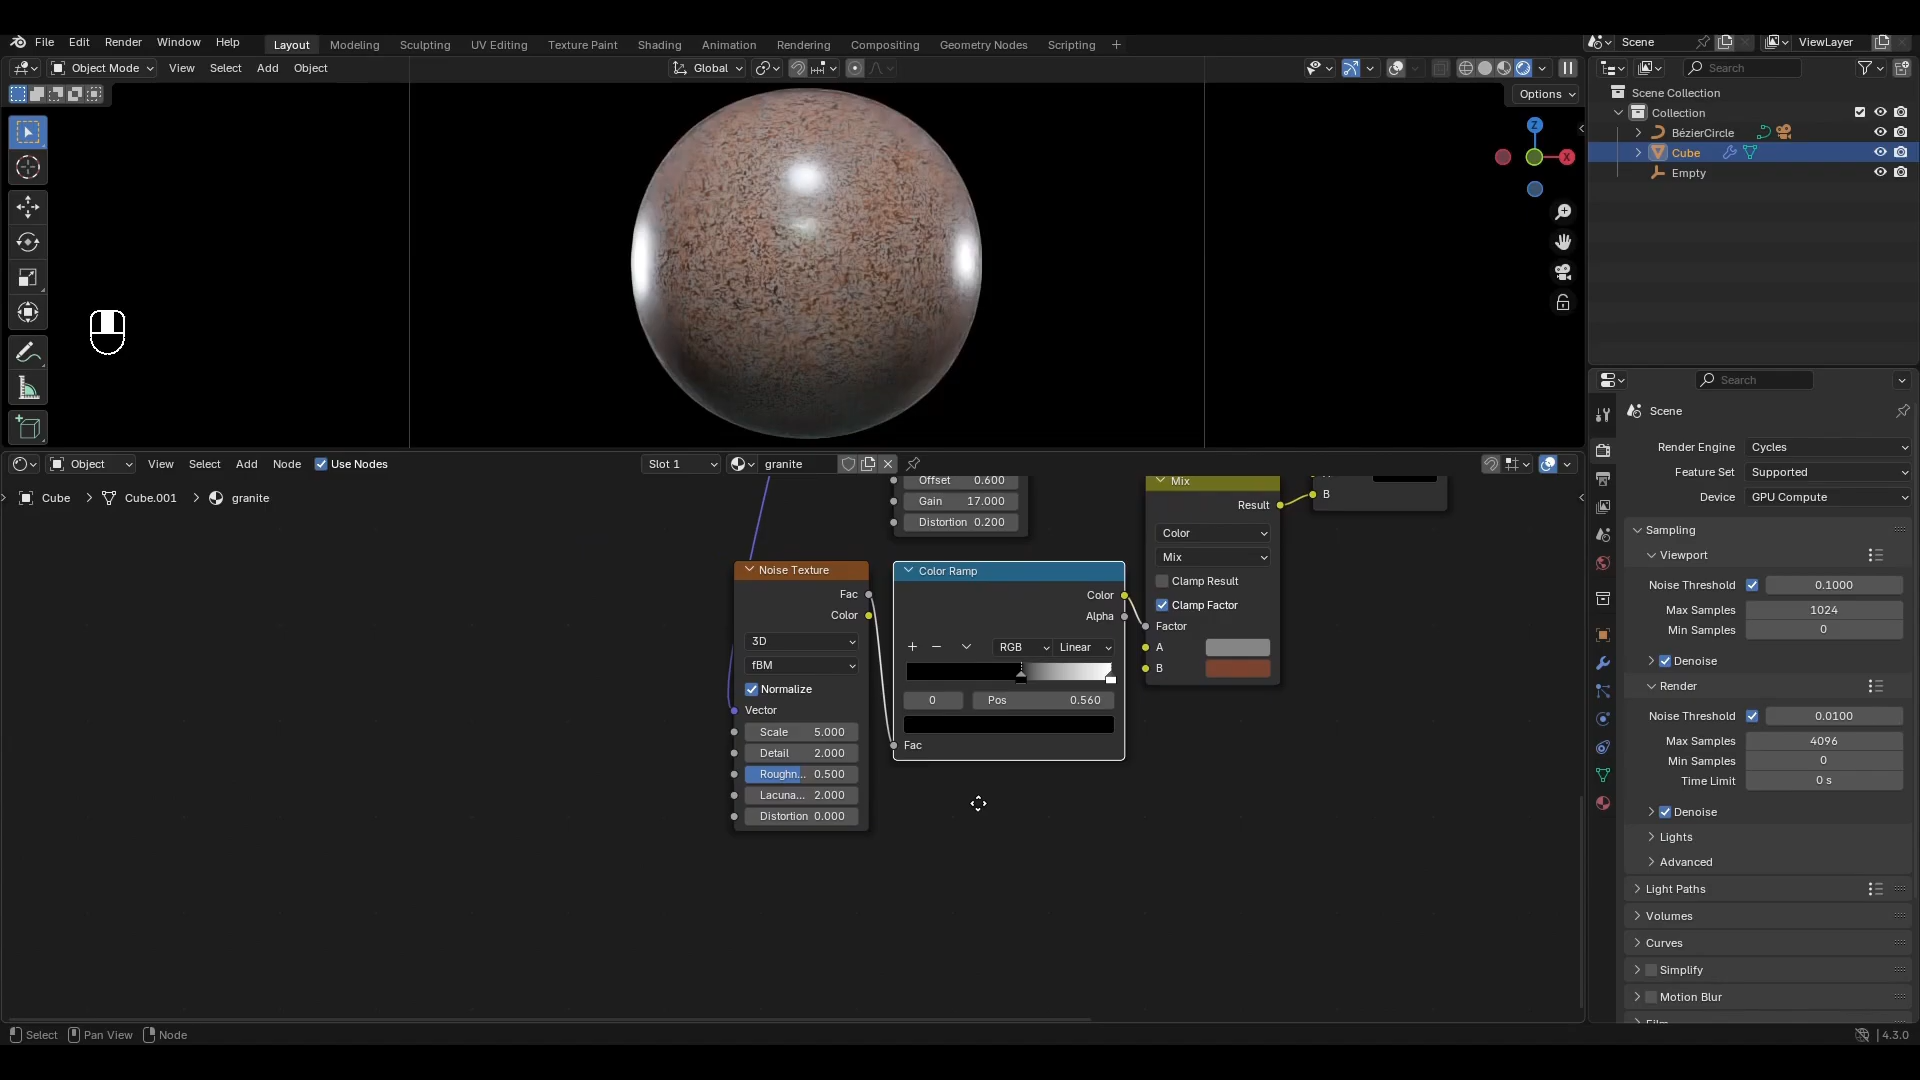 File Edit Render Window Help
Layout Modeling Sculpting UV Editing Texture Paint Shading Animation Rendering Compositing Geometry Nodes Scripting +
Scene ViewLayer
Object Mode View Select Add Object Global
Search
Options
Z
X
Scene Collection
Collection
BézierCircle
Cube
Empty
Search
Scene
Render Engine Cycles
Feature Set Supported
Device GPU Compute
Sampling
Viewport
Noise Threshold 0.1000
Max Samples 1024
Min Samples 0
Denoise
Render
Noise Threshold 0.0100
Max Samples 4096
Min Samples 0
Time Limit 0 s
Denoise
Lights
Advanced
Light Paths
Volumes
Curves
Simplify
Motion Blur
Object View Select Add Node Use Nodes Slot 1 granite
Cube > Cube.001 > granite
Offset 0.600
Gain 17.000
Distortion 0.200
Noise Texture
Fac
Color
3D
fBM
Normalize
Vector
Scale 5.000
Detail 2.000
Roughn... 0.500
Lacuna... 2.000
Distortion 0.000
Color Ramp
Color
Alpha
+ − RGB Linear
0 Pos 0.560
Fac
Mix
Result
Color
Mix
Clamp Result
Clamp Factor
Factor
A
B
B
Select Pan View Node
4.3.0